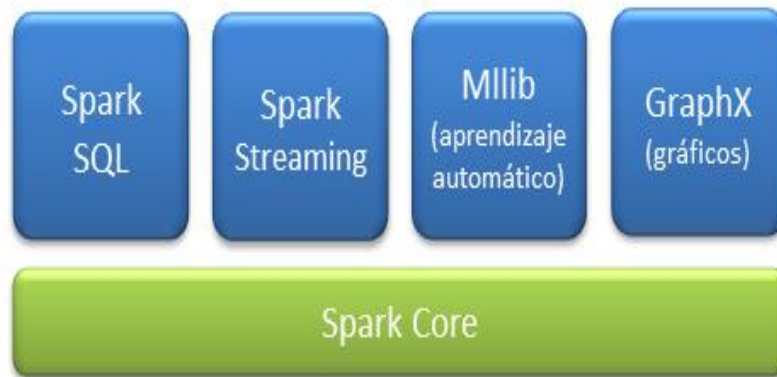 Spark
SQL
Spark
Streaming
Mllib
(aprendizaje
automático)
GraphX
(gráficos)
Spark Core